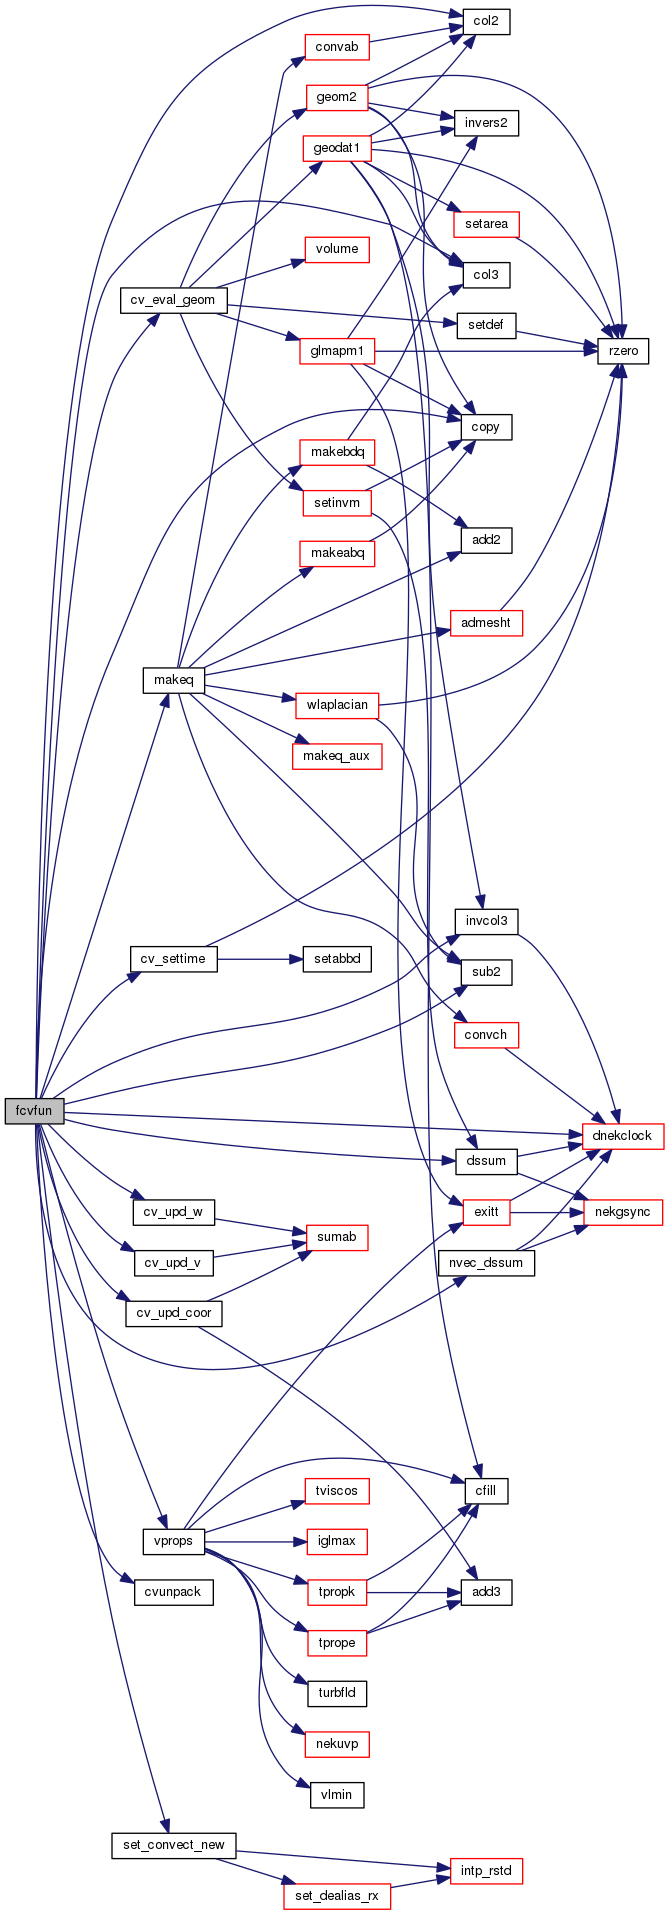 col2
convab
geom2
invers2
geodat1
setarea
volume
col3
cv_eval_geom
setdef
glmapm1
rzero
copy
makebdq
setinvm
add2
makeabq
admesht
makeq
wlaplacian
makeq_aux
invcol3
cv_settime
setabbd
sub2
convch
fcvfun
dnekclock
dssum
cv_upd_w
exitt
nekgsync
sumab
cv_upd_v
nvec_dssum
cv_upd_coor
tviscos
cfill
vprops
iglmax
cvunpack
tpropk
add3
tprope
turbfld
nekuvp
vlmin
set_convect_new
intp_rstd
set_dealias_rx